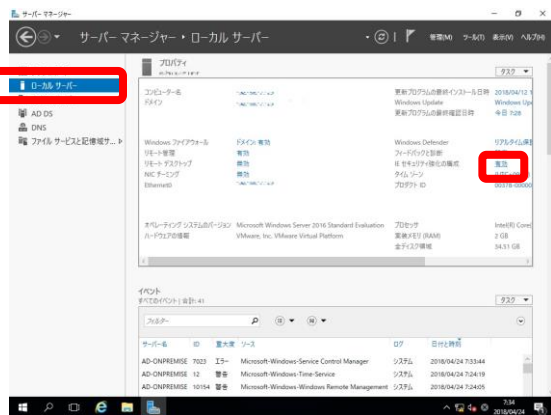 サーバー マネージャー
サーバー マネージャー ・ ローカル サーバー
管理(M) ツール(T) 表示(V) ヘルプ(H)
プロパティ
タスク
ローカル サーバー
AD DS
DNS
ファイル サービスと記憶域サ...
コンピューター名
ドメイン
更新プログラムの最終インストール日時 2018/04/12 1
Windows Update Windows Up
更新プログラムの最終確認日時 今日 7:28
Windows ファイアウォール ドメイン: 有効
リモート管理 有効
リモート デスクトップ 無効
NIC チーミング 無効
Ethernet0
Windows Defender リアルタイム保
フィードバックと診断
IE セキュリティ強化の構成 有効
タイム ゾーン
プロダクト ID 00378-00000
オペレーティング システムのバージョン Microsoft Windows Server 2016 Standard Evaluation
ハードウェアの情報 VMware, Inc. VMware Virtual Platform
プロセッサ Intel(R) Core(
実装メモリ (RAM) 2 GB
合計ディスク領域 34.51 GB
イベント
すべてのイベント | 合計: 41
タスク
フィルター
サーバー名 ID 重大度 ソース ログ 日付と時刻
AD-ONPREMISE 7023 エラー Microsoft-Windows-Service Control Manager システム 2018/04/24 7:33:44
AD-ONPREMISE 12 警告 Microsoft-Windows-Time-Service システム 2018/04/24 7:24:19
AD-ONPREMISE 10154 警告 Microsoft-Windows-Windows Remote Management システム 2018/04/24 7:24:05
7:34
2018/04/24